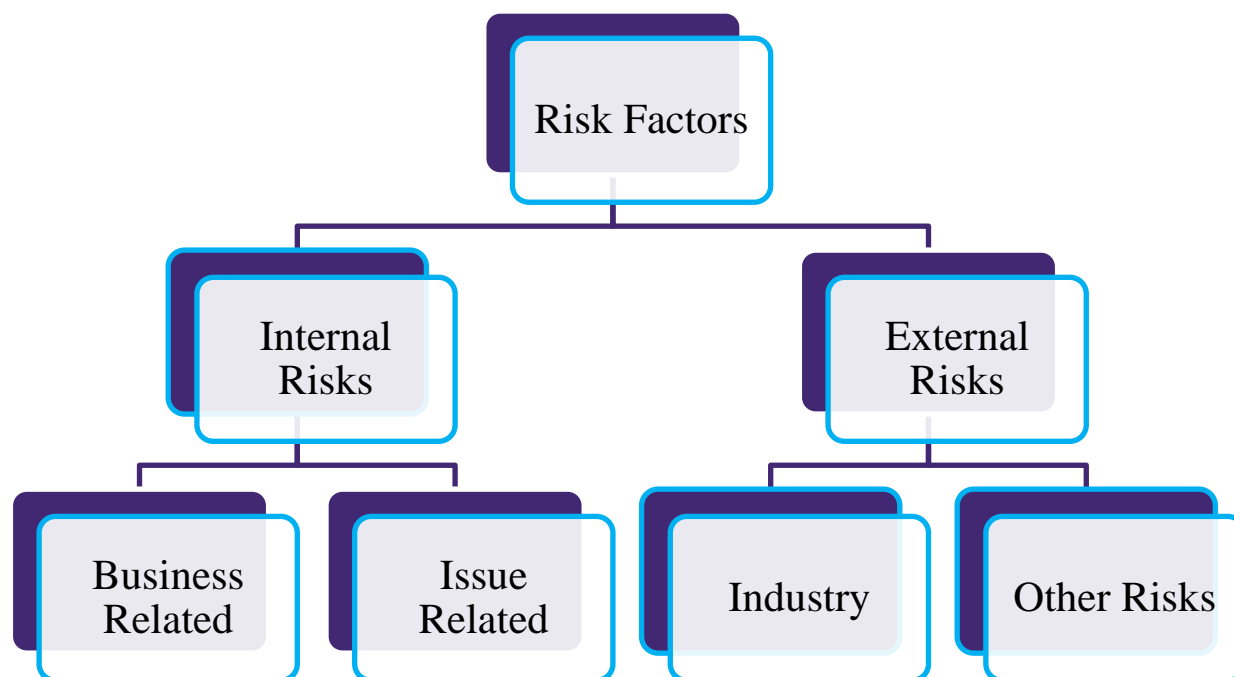 Risk Factors
Internal
Risks
External
Risks
Business
Related
Issue
Related
Industry
Other Risks